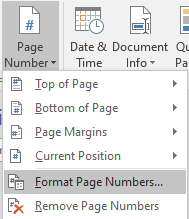 #
Page
Number
Date &
Time
Document
Info
Qu
P
Top of Page
Bottom of Page
Page Margins
Current Position
Format Page Numbers...
Remove Page Numbers